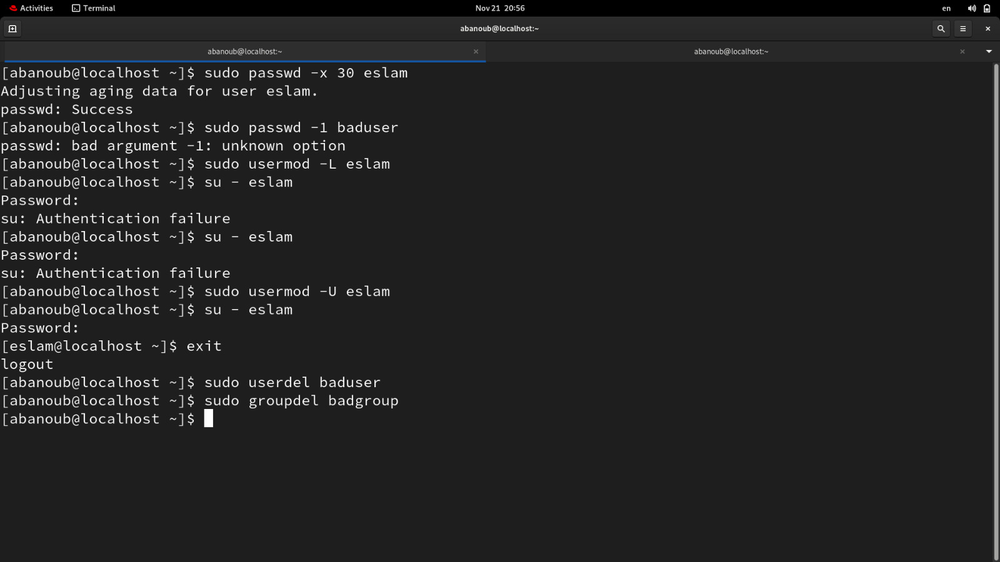 Activities Terminal Nov 21 20:56 en
abanoub@localhost:~
abanoub@localhost:~ abanoub@localhost:~
[abanoub@localhost ~]$ sudo passwd -x 30 eslam
Adjusting aging data for user eslam.
passwd: Success
[abanoub@localhost ~]$ sudo passwd -1 baduser
passwd: bad argument -1: unknown option
[abanoub@localhost ~]$ sudo usermod -L eslam
[abanoub@localhost ~]$ su - eslam
Password:
su: Authentication failure
[abanoub@localhost ~]$ su - eslam
Password:
su: Authentication failure
[abanoub@localhost ~]$ sudo usermod -U eslam
[abanoub@localhost ~]$ su - eslam
Password:
[eslam@localhost ~]$ exit
logout
[abanoub@localhost ~]$ sudo userdel baduser
[abanoub@localhost ~]$ sudo groupdel badgroup
[abanoub@localhost ~]$